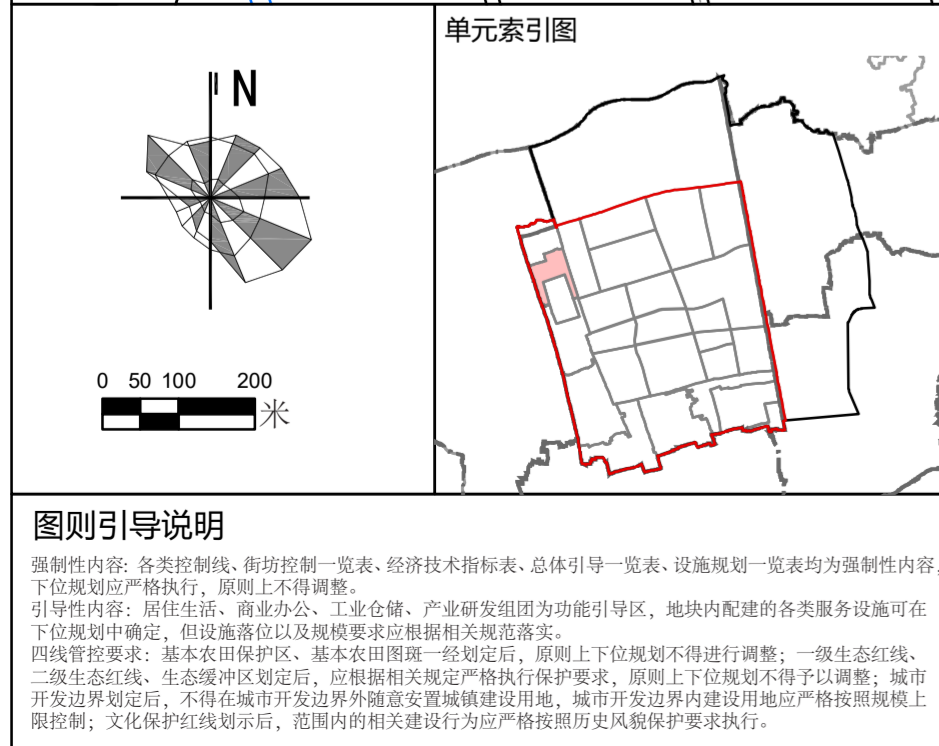 单元索引图
N
0 50 100 200
米
图则引导说明
强制性内容：各类控制线、街坊控制一览表、经济技术指标表、总体引导一览表、设施规划一览表均为强制性内容，
下位规划应严格执行，原则上不得调整。
引导性内容：居住生活、商业办公、工业仓储、产业研发组团为功能引导区，地块内配建的各类服务设施可在
下位规划中确定，但设施落位以及规模要求应根据相关规范落实。
四线管控要求：基本农田保护区、基本农田图斑一经划定后，原则上下位规划不得进行调整；一级生态红线、
二级生态红线、生态缓冲区划定后，应根据相关规定严格执行保护要求，原则上下位规划不得予以调整；城市
开发边界划定后，不得在城市开发边界外随意安置城镇建设用地，城市开发边界内建设用地应严格按照规模上
限控制；文化保护红线划示后，范围内的相关建设行为应严格按照历史风貌保护要求执行。